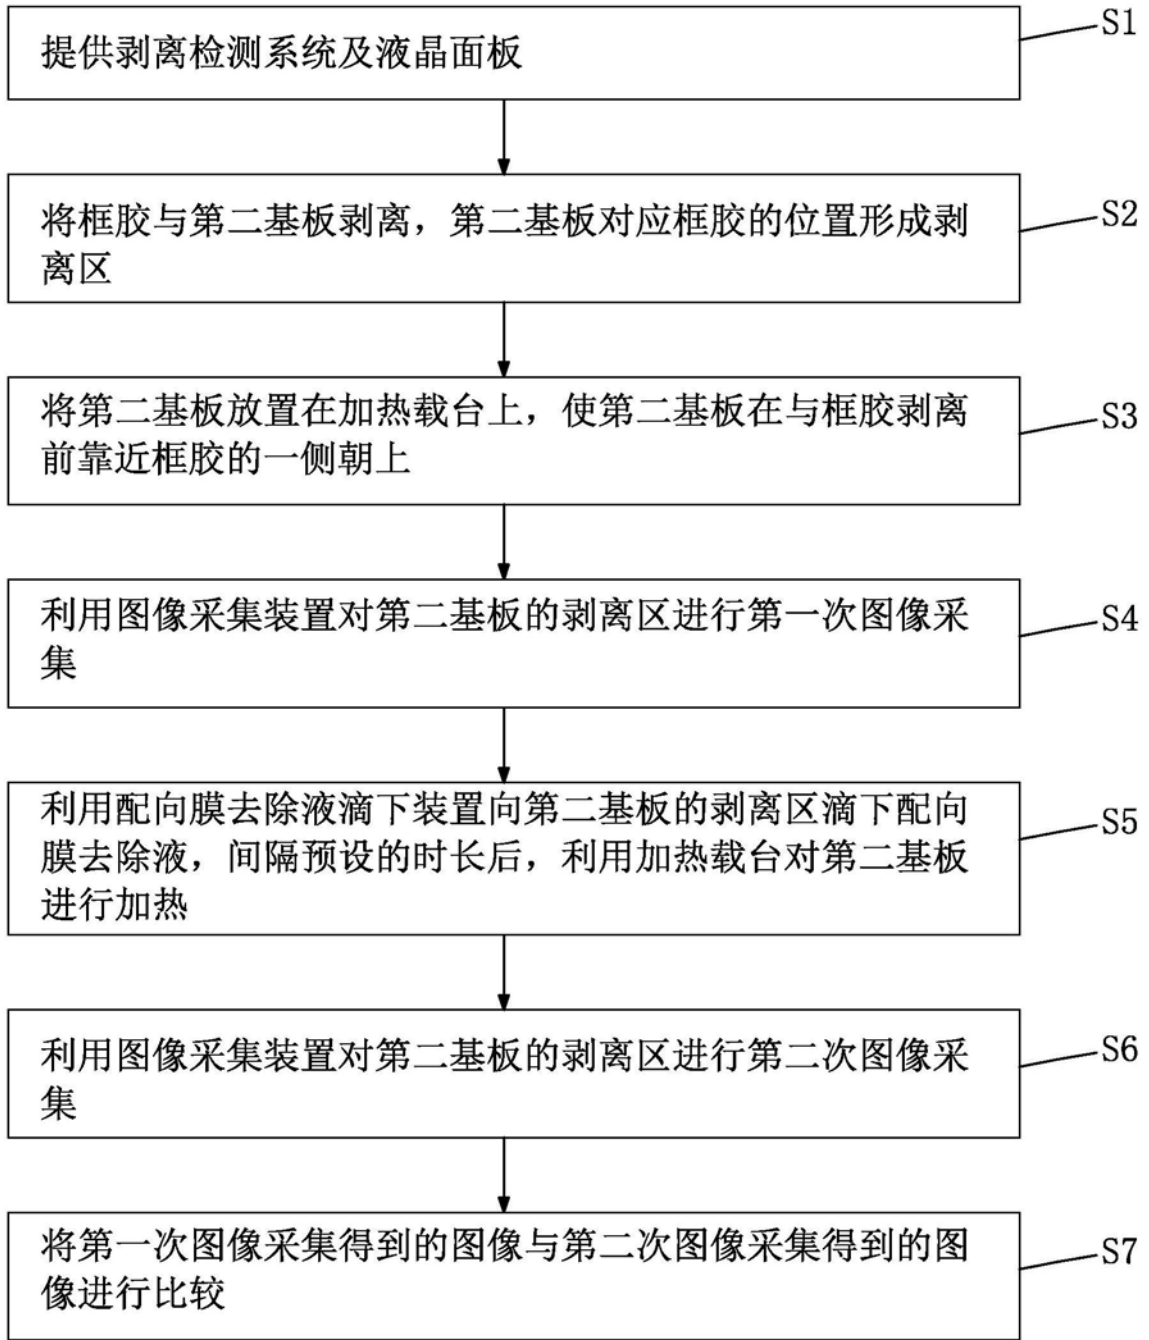 提供剥离检测系统及液晶面板
S1
将框胶与第二基板剥离，第二基板对应框胶的位置形成剥
离区
S2
将第二基板放置在加热载台上，使第二基板在与框胶剥离
前靠近框胶的一侧朝上
S3
利用图像采集装置对第二基板的剥离区进行第一次图像采
集
S4
利用配向膜去除液滴下装置向第二基板的剥离区滴下配向
膜去除液，间隔预设的时长后，利用加热载台对第二基板
进行加热
S5
利用图像采集装置对第二基板的剥离区进行第二次图像采
集
S6
将第一次图像采集得到的图像与第二次图像采集得到的图
像进行比较
S7